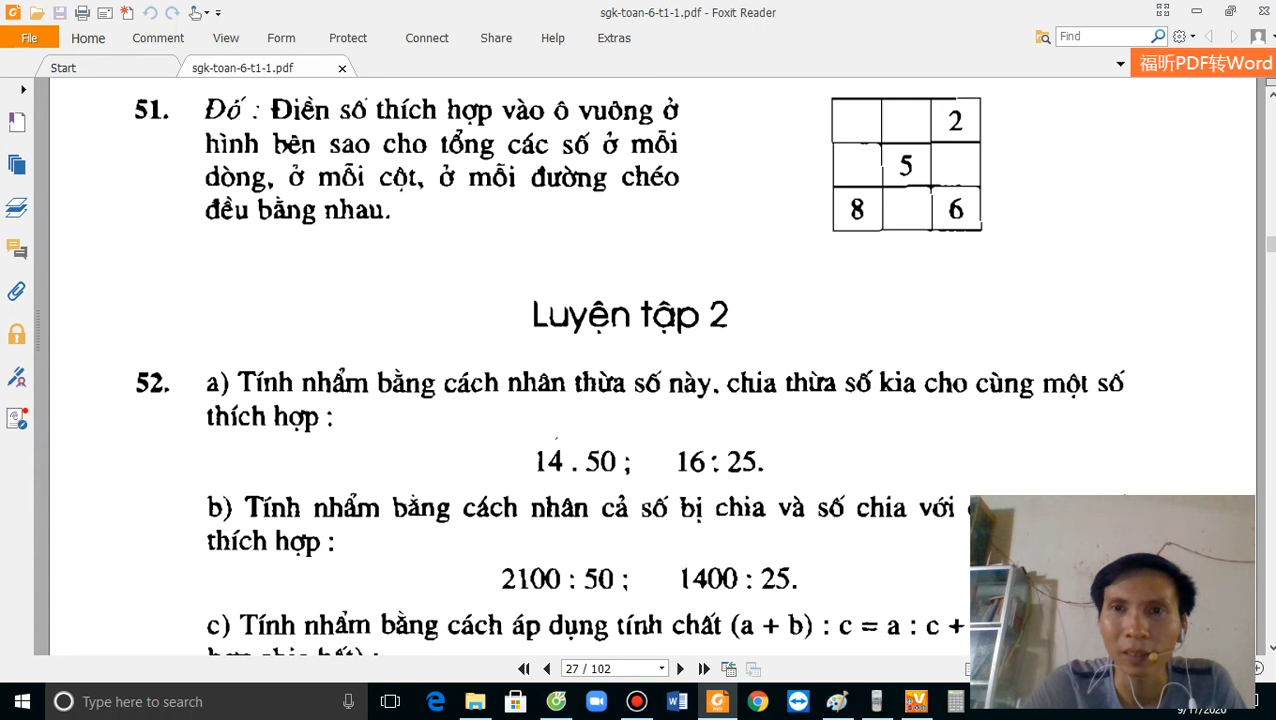 sgk-toan-6-t1-1.pdf - Foxit Reader
File Home Comment View Form Protect Connect Share Help Extras Find
Start sgk-toan-6-t1-1.pdf
福昕PDF转Word
51. Đố : Điền số thích hợp vào ô vuông ở
hình bên sao cho tổng các số ở mỗi
dòng, ở mỗi cột, ở mỗi đường chéo
đều bằng nhau.
2
5
8 6
Luyện tập 2
52. a) Tính nhẩm bằng cách nhân thừa số này, chia thừa số kia cho cùng một số
thích hợp :
14 . 50 ; 16 : 25.
b) Tính nhẩm bằng cách nhân cả số bị chia và số chia với
thích hợp :
2100 : 50 ; 1400 : 25.
c) Tính nhẩm bằng cách áp dụng tính chất (a + b) : c = a : c +
27 / 102
Type here to search
9/17/2020